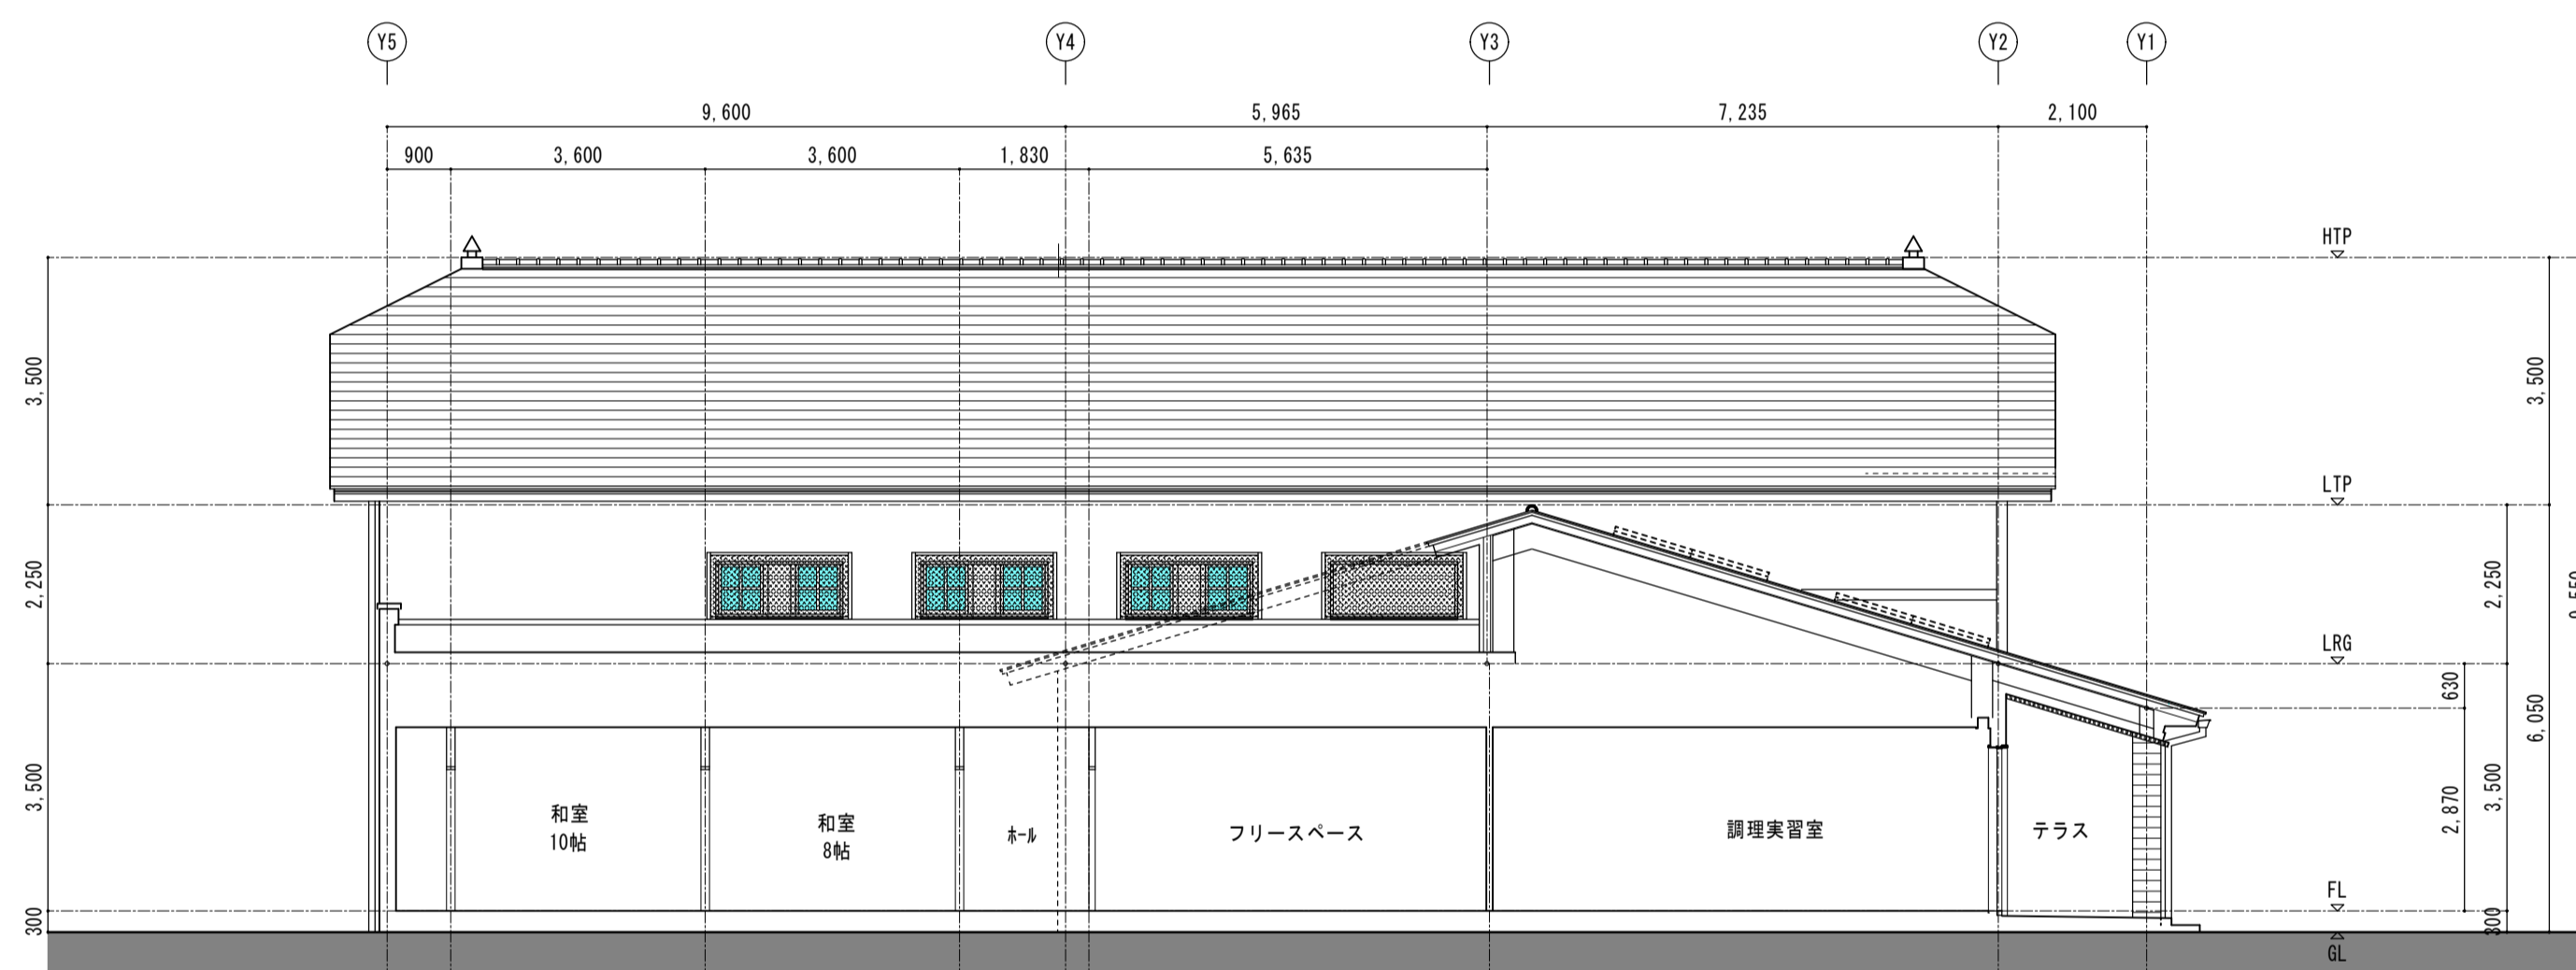 Y5 Y4 Y3 Y2 Y1
9,600 5,965 7,235 2,100
900 3,600 3,600 1,830 5,635
HTP
3,500 3,500
LTP
2,250 2,250
LRG
630
6,050
3,500 2,870 3,500
和室
10帖
和室
8帖
ホール
フリースペース
調理実習室
テラス
FL
300 300
GL